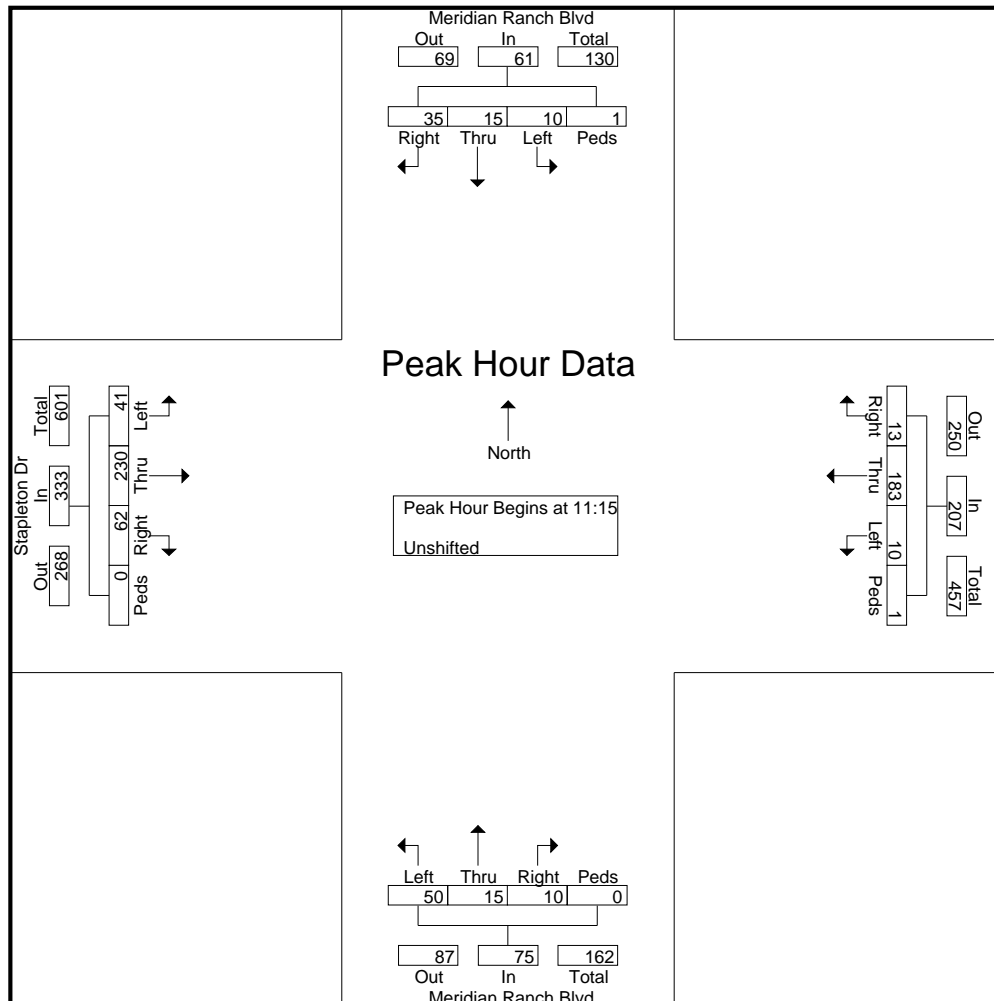 Meridian Ranch Blvd
Out In Total
69 61 130
35 15 10 1
Right Thru Left Peds
Peak Hour Data
North
Peak Hour Begins at 11:15
Unshifted
Stapleton Dr
Total In Out
601 333 268
41 230 62 0
Left Thru Right Peds
Out In Total
250 207 457
13 183 10 1
Right Thru Left Peds
Left Thru Right Peds
50 15 10 0
87 75 162
Out In Total
Meridian Ranch Blvd